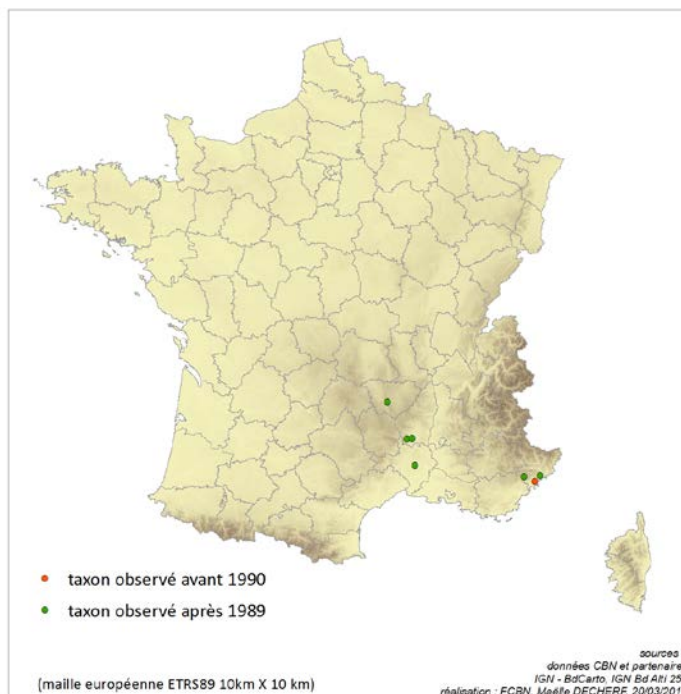 taxon observé avant 1990
taxon observé après 1989
(maille européenne ETRS89 10km X 10 km)
sources
données CBN et partenaire
IGN - BdCarto, IGN Bd Alti 25
réalisation : FCBN, Maëlle DECHERF, 20/03/201